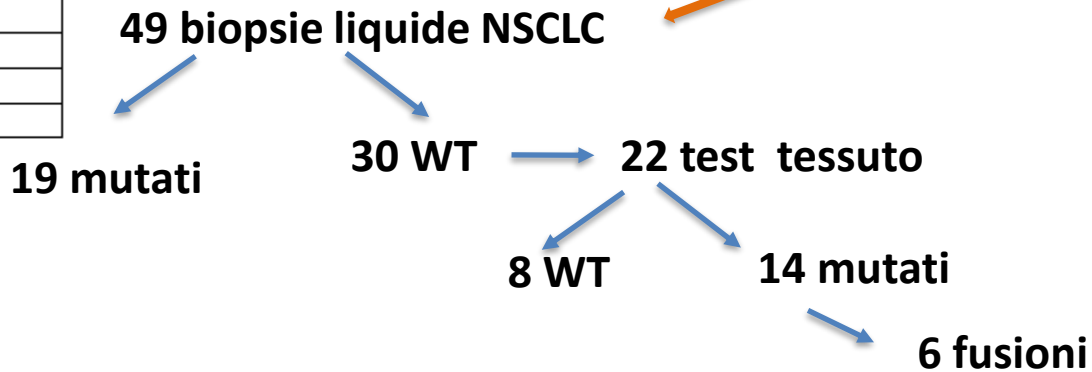 49 biopsie liquide NSCLC
19 mutati
30 WT
22 test tessuto
8 WT
14 mutati
6 fusioni